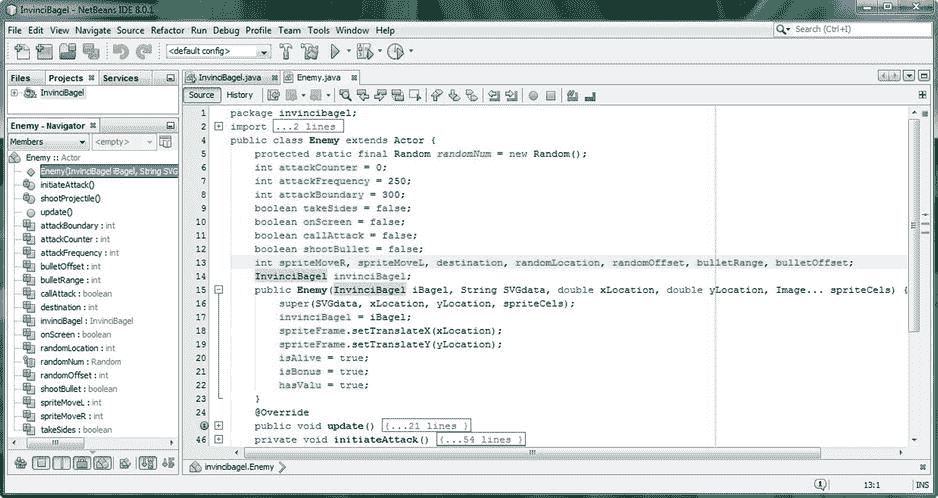 InvinciBagel - NetBeans IDE 8.0.1
File Edit View Navigate Source Refactor Run Debug Profile Team Tools Window Help
Search (Ctrl+I)
<default config>
Files Projects Services
InvinciBagel
Enemy - Navigator
Members <empty>
Enemy :: Actor
Enemy(InvinciBagel iBagel, String SVG
initiateAttack()
shootProjectile()
update()
attackBoundary : int
attackCounter : int
attackFrequency : int
bulletOffset : int
bulletRange : int
callAttack : boolean
destination : int
invinciBagel : InvinciBagel
onScreen : boolean
randomLocation : int
randomNum : Random
randomOffset : int
shootBullet : boolean
spriteMoveL : int
spriteMoveR : int
takeSides : boolean
InvinciBagel.java Enemy.java
Source History
1 package invincibagel;
2 import ...2 lines
4 public class Enemy extends Actor {
5 protected static final Random randomNum = new Random();
6 int attackCounter = 0;
7 int attackFrequency = 250;
8 int attackBoundary = 300;
9 boolean takeSides = false;
10 boolean onScreen = false;
11 boolean callAttack = false;
12 boolean shootBullet = false;
13 int spriteMoveR, spriteMoveL, destination, randomLocation, randomOffset, bulletRange, bulletOffset;
14 InvinciBagel invinciBagel;
15 public Enemy(InvinciBagel iBagel, String SVGdata, double xLocation, double yLocation, Image... spriteCels) {
16 super(SVGdata, xLocation, yLocation, spriteCels);
17 invinciBagel = iBagel;
18 spriteFrame.setTranslateX(xLocation);
19 spriteFrame.setTranslateY(yLocation);
20 isAlive = true;
21 isBonus = true;
22 hasValu = true;
23 }
24 @Override
public void update() {...21 lines }
46 private void initiateAttack() {...54 lines }
invincibagel.Enemy
13:1 INS